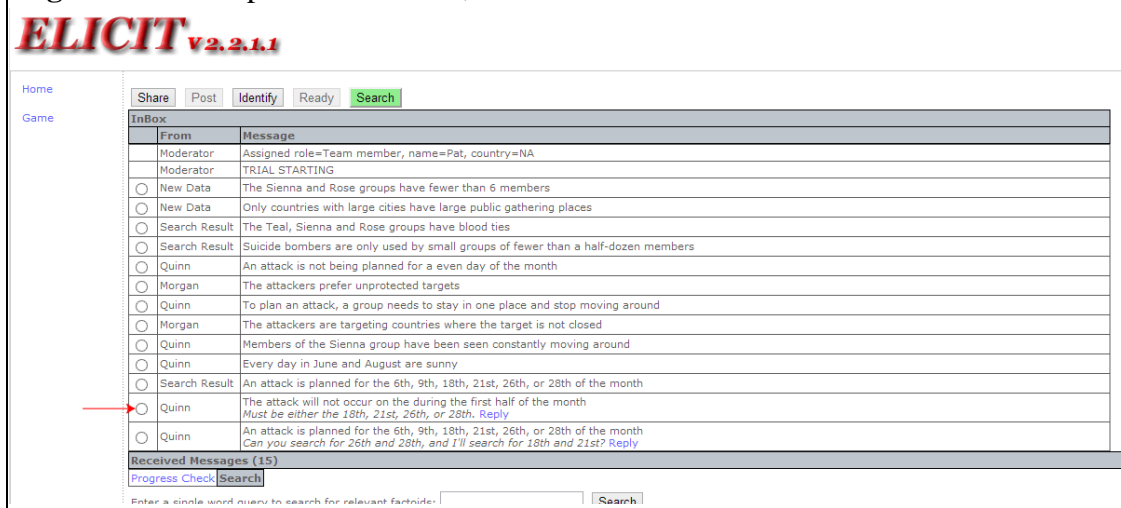 ELICIT v2.2.1.1
Home
Game
Share Post Identify Ready Search
InBox
From Message
Moderator Assigned role=Team member, name=Pat, country=NA
Moderator TRIAL STARTING
New Data The Sienna and Rose groups have fewer than 6 members
New Data Only countries with large cities have large public gathering places
Search Result The Teal, Sienna and Rose groups have blood ties
Search Result Suicide bombers are only used by small groups of fewer than a half-dozen members
Quinn An attack is not being planned for a even day of the month
Morgan The attackers prefer unprotected targets
Quinn To plan an attack, a group needs to stay in one place and stop moving around
Morgan The attackers are targeting countries where the target is not closed
Quinn Members of the Sienna group have been seen constantly moving around
Quinn Every day in June and August are sunny
Search Result An attack is planned for the 6th, 9th, 18th, 21st, 26th, or 28th of the month
Quinn The attack will not occur on the during the first half of the month
Must be either the 18th, 21st, 26th, or 28th. Reply
Quinn An attack is planned for the 6th, 9th, 18th, 21st, 26th, or 28th of the month
Can you search for 26th and 28th, and I'll search for 18th and 21st? Reply
Received Messages (15)
Progress Check Search
Enter a single word query to search for relevant factoids: Search